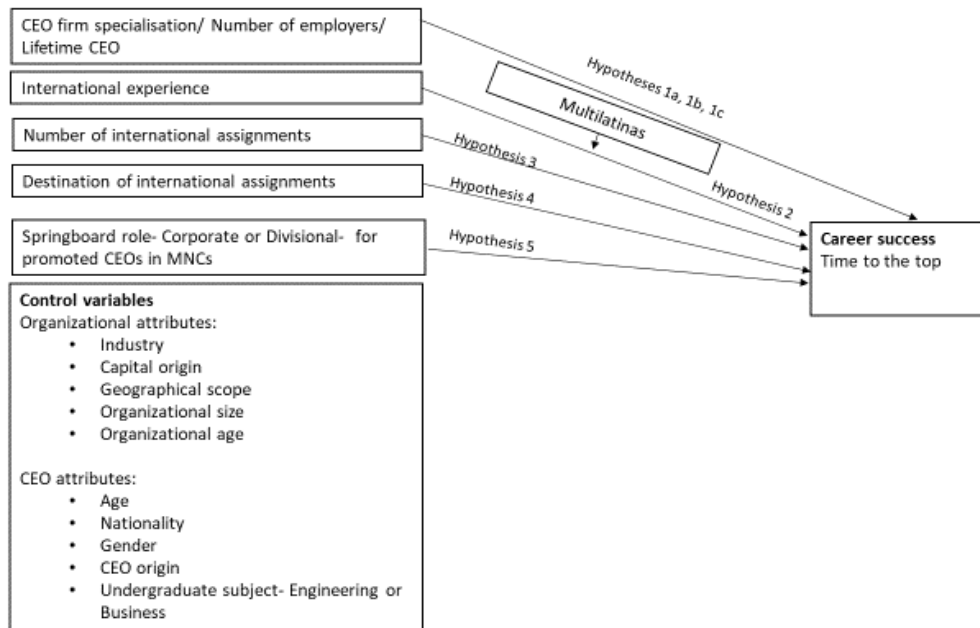 CEO firm specialisation/ Number of employers/
Lifetime CEO
International experience
Number of international assignments
Destination of international assignments
Springboard role- Corporate or Divisional- for
promoted CEOs in MNCs
Hypotheses 1a, 1b, 1c
Multilatinas
Hypothesis 3
Hypothesis 2
Hypothesis 4
Hypothesis 5
Career success
Time to the top
Control variables
Organizational attributes:
• Industry
• Capital origin
• Geographical scope
• Organizational size
• Organizational age
CEO attributes:
• Age
• Nationality
• Gender
• CEO origin
• Undergraduate subject- Engineering or
Business